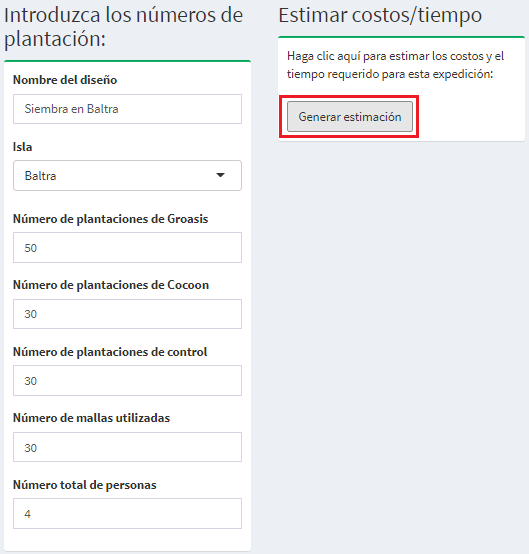 Introduzca los números de
plantación:
Nombre del diseño
Siembra en Baltra
Isla
Baltra
Número de plantaciones de Groasis
50
Número de plantaciones de Cocoon
30
Número de plantaciones de control
30
Número de mallas utilizadas
30
Número total de personas
4
Estimar costos/tiempo
Haga clic aquí para estimar los costos y el
tiempo requerido para esta expedición:
Generar estimación